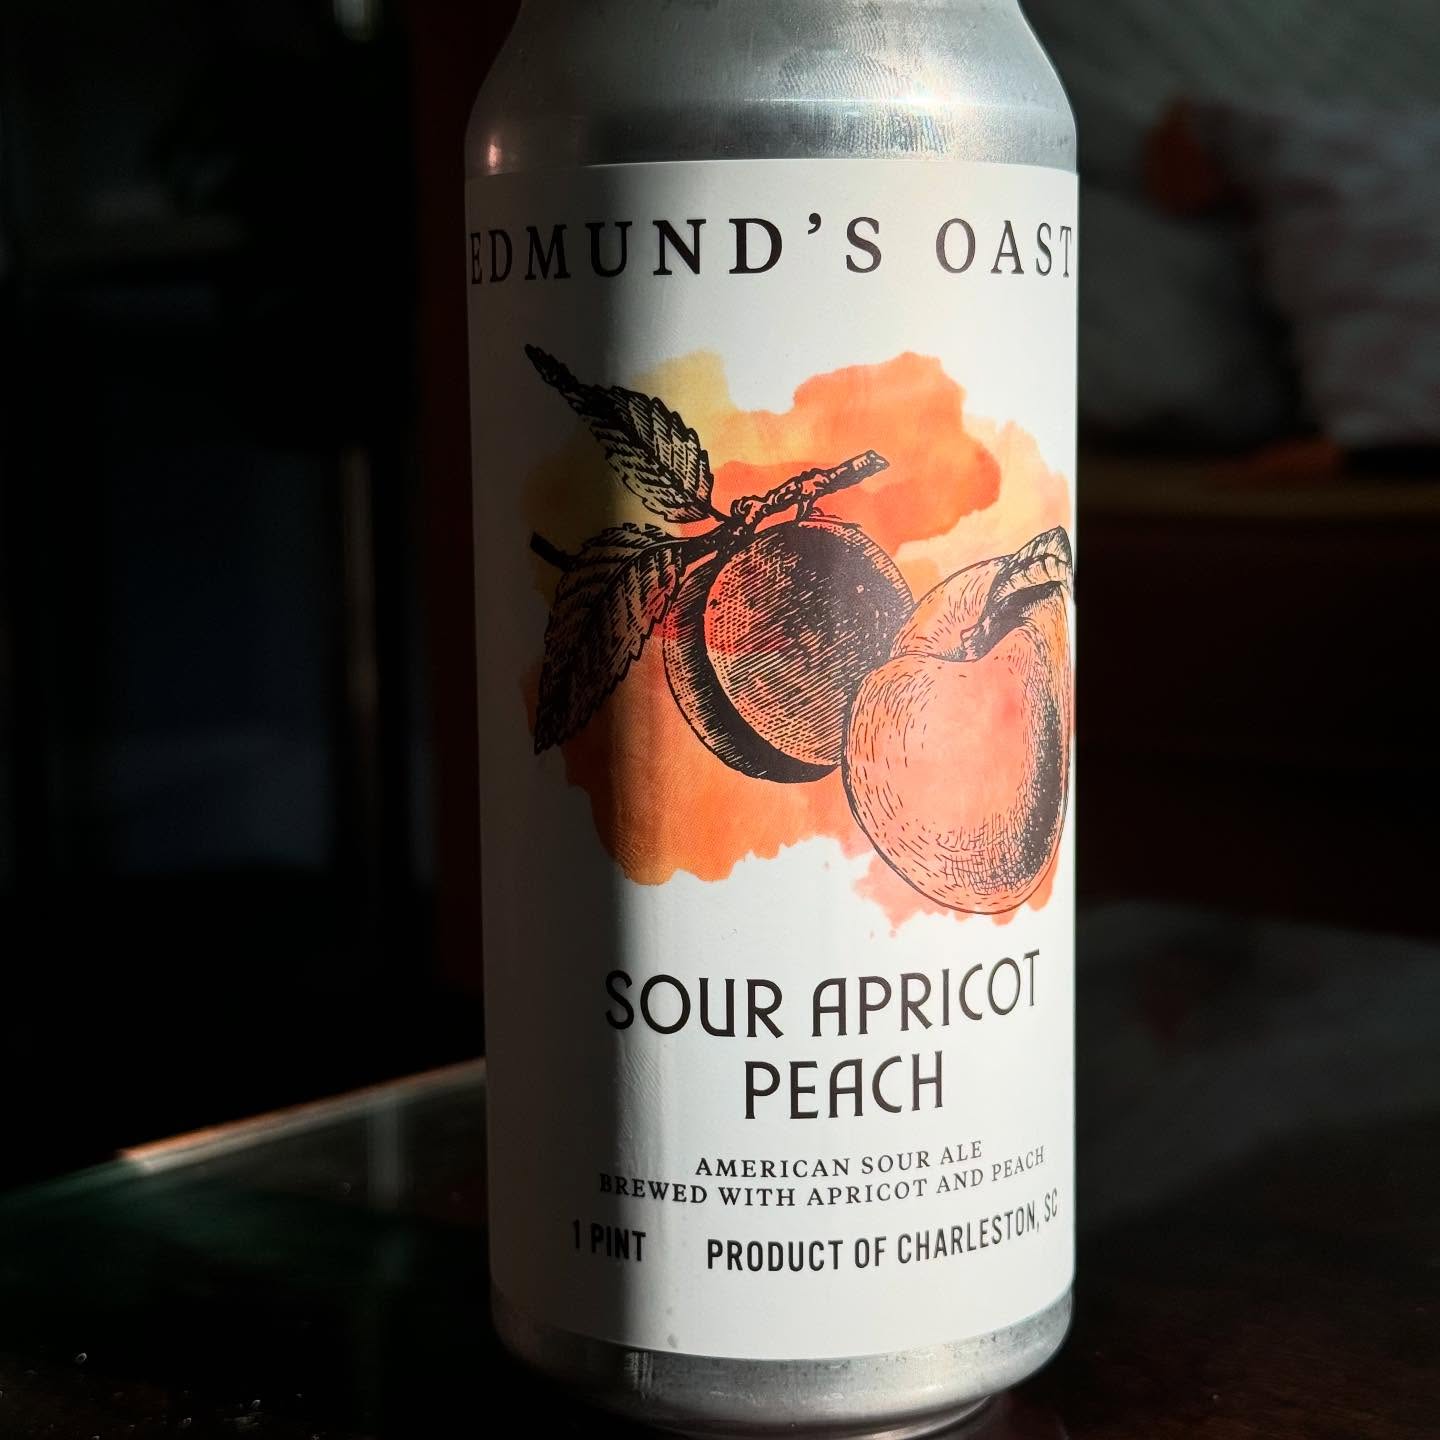 EDMUND'S OAST
SOUR APRICOT
PEACH
AMERICAN SOUR ALE
BREWED WITH APRICOT AND PEACH
1 PINT PRODUCT OF CHARLESTON, SC